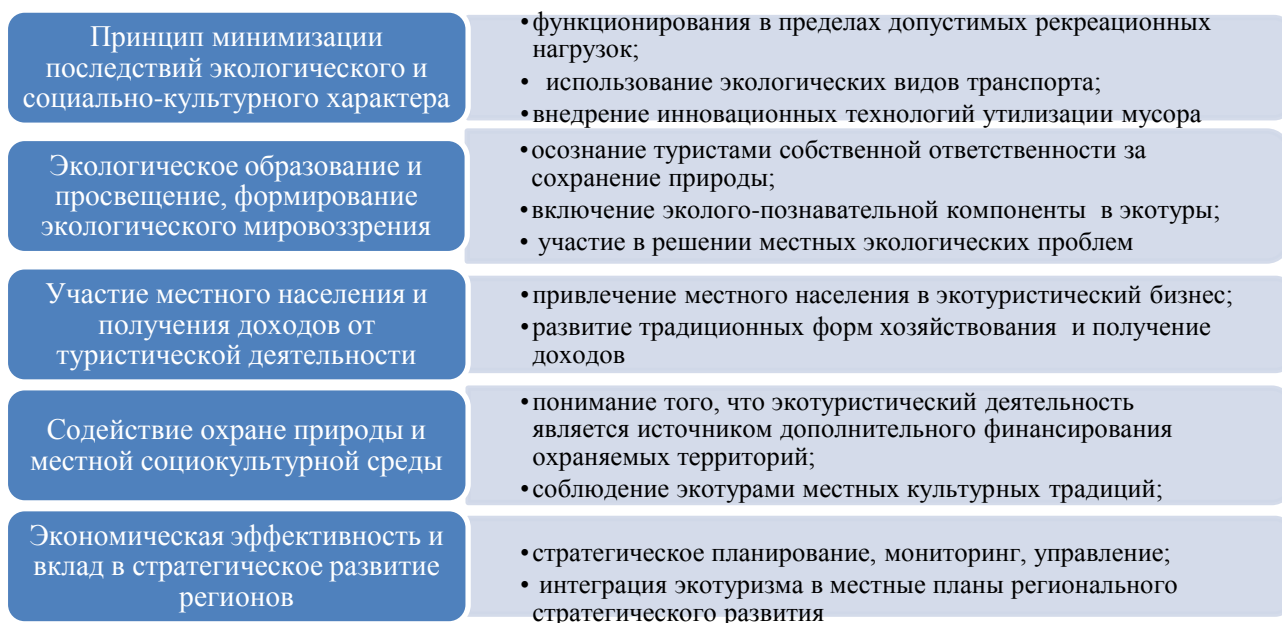 Принцип минимизации
последствий экологического и
социально-культурного характера
•функционирования в пределах допустимых рекреационных
нагрузок;
• использование экологических видов транспорта;
•внедрение инновационных технологий утилизации мусора
Экологическое образование и
просвещение, формирование
экологического мировоззрения
•осознание туристами собственной ответственности за
сохранение природы;
•включение эколого-познавательной компоненты в экотуры;
• участие в решении местных экологических проблем
Участие местного населения и
получения доходов от
туристической деятельности
•привлечение местного населения в экотуристический бизнес;
•развитие традиционных форм хозяйствования и получение
доходов
Содействие охране природы и
местной социокультурной среды
•понимание того, что экотуристический деятельность
является источником дополнительного финансирования
охраняемых территорий;
•соблюдение экотурами местных культурных традиций;
Экономическая эффективность и
вклад в стратегическое развитие
регионов
•стратегическое планирование, мониторинг, управление;
• интеграция экотуризма в местные планы регионального
стратегического развития